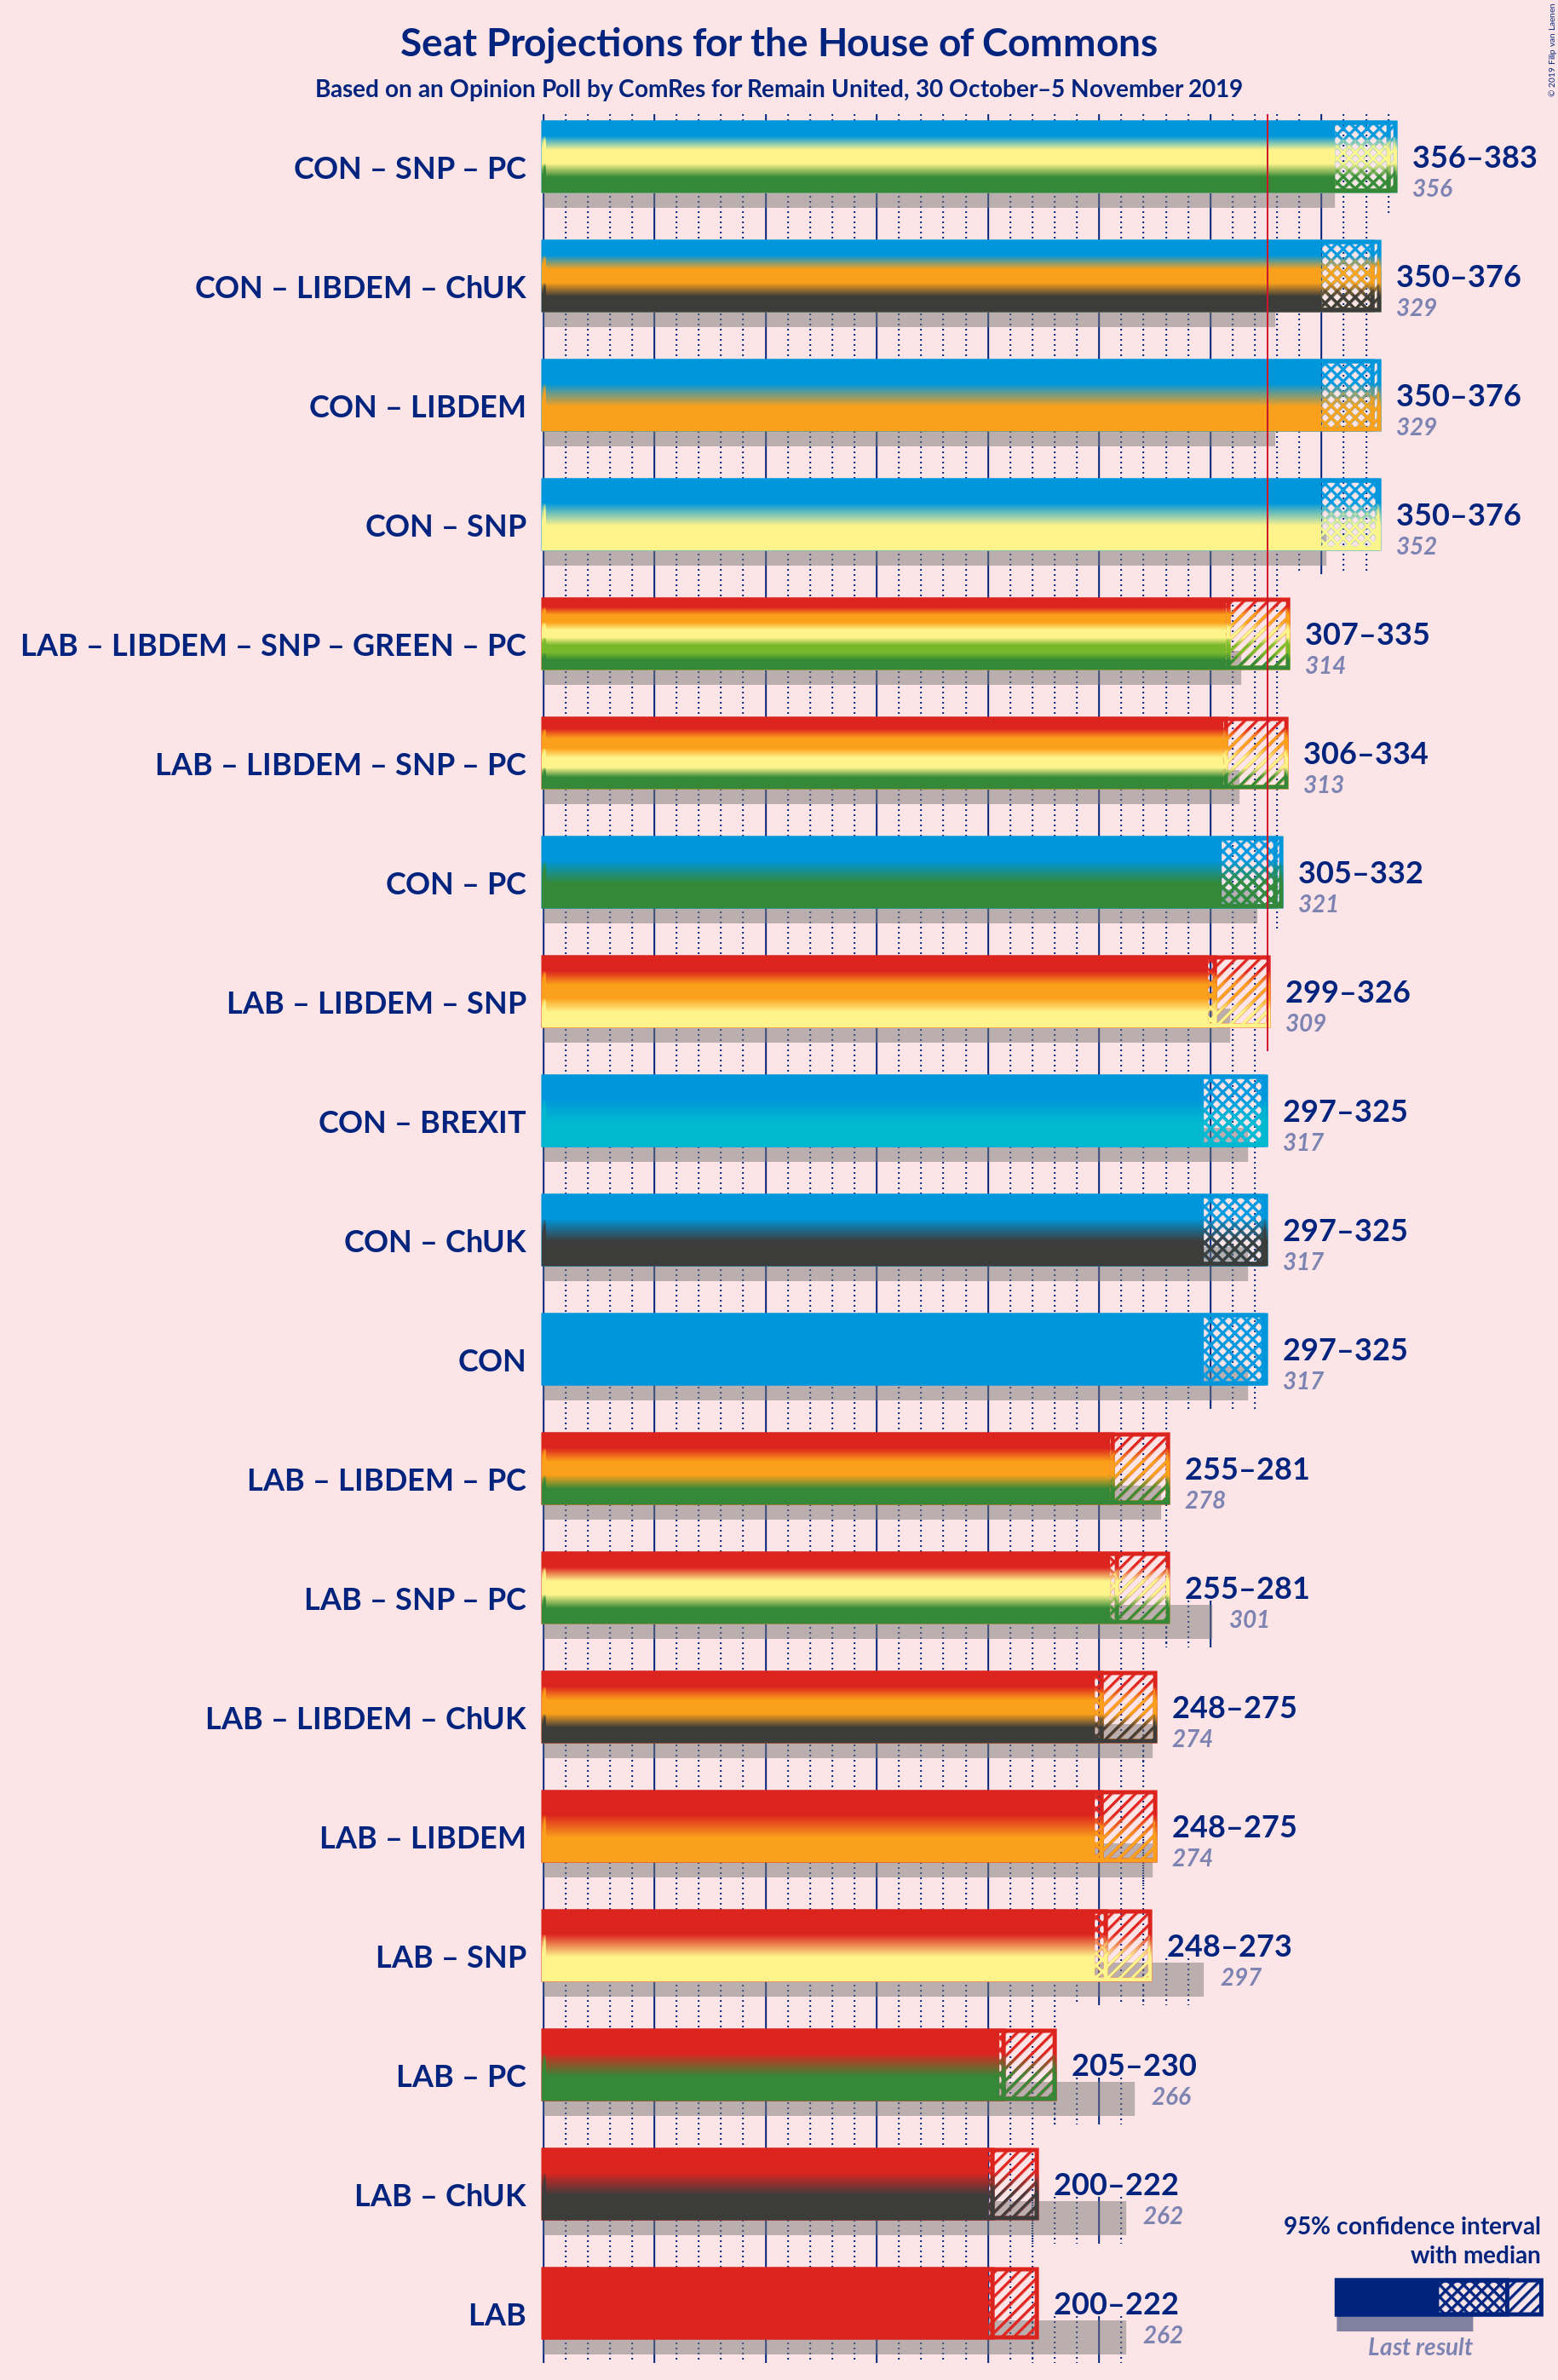 Seat Projections for the House of Commons
Based on an Opinion Poll by ComRes for Remain United, 30 October–5 November 2019
© 2019 Filip van Laenen
CON – SNP – PC
356–383
356
CON – LIBDEM – ChUK
350–376
329
CON – LIBDEM
350–376
329
CON – SNP
350–376
352
LAB – LIBDEM – SNP – GREEN – PC
307–335
314
LAB – LIBDEM – SNP – PC
306–334
313
CON – PC
305–332
321
LAB – LIBDEM – SNP
299–326
309
CON – BREXIT
297–325
317
CON – ChUK
297–325
317
CON
297–325
317
LAB – LIBDEM – PC
255–281
278
LAB – SNP – PC
255–281
301
LAB – LIBDEM – ChUK
248–275
274
LAB – LIBDEM
248–275
274
LAB – SNP
248–273
297
LAB – PC
205–230
266
LAB – ChUK
200–222
262
LAB
200–222
262
95% confidence interval
with median
Last result